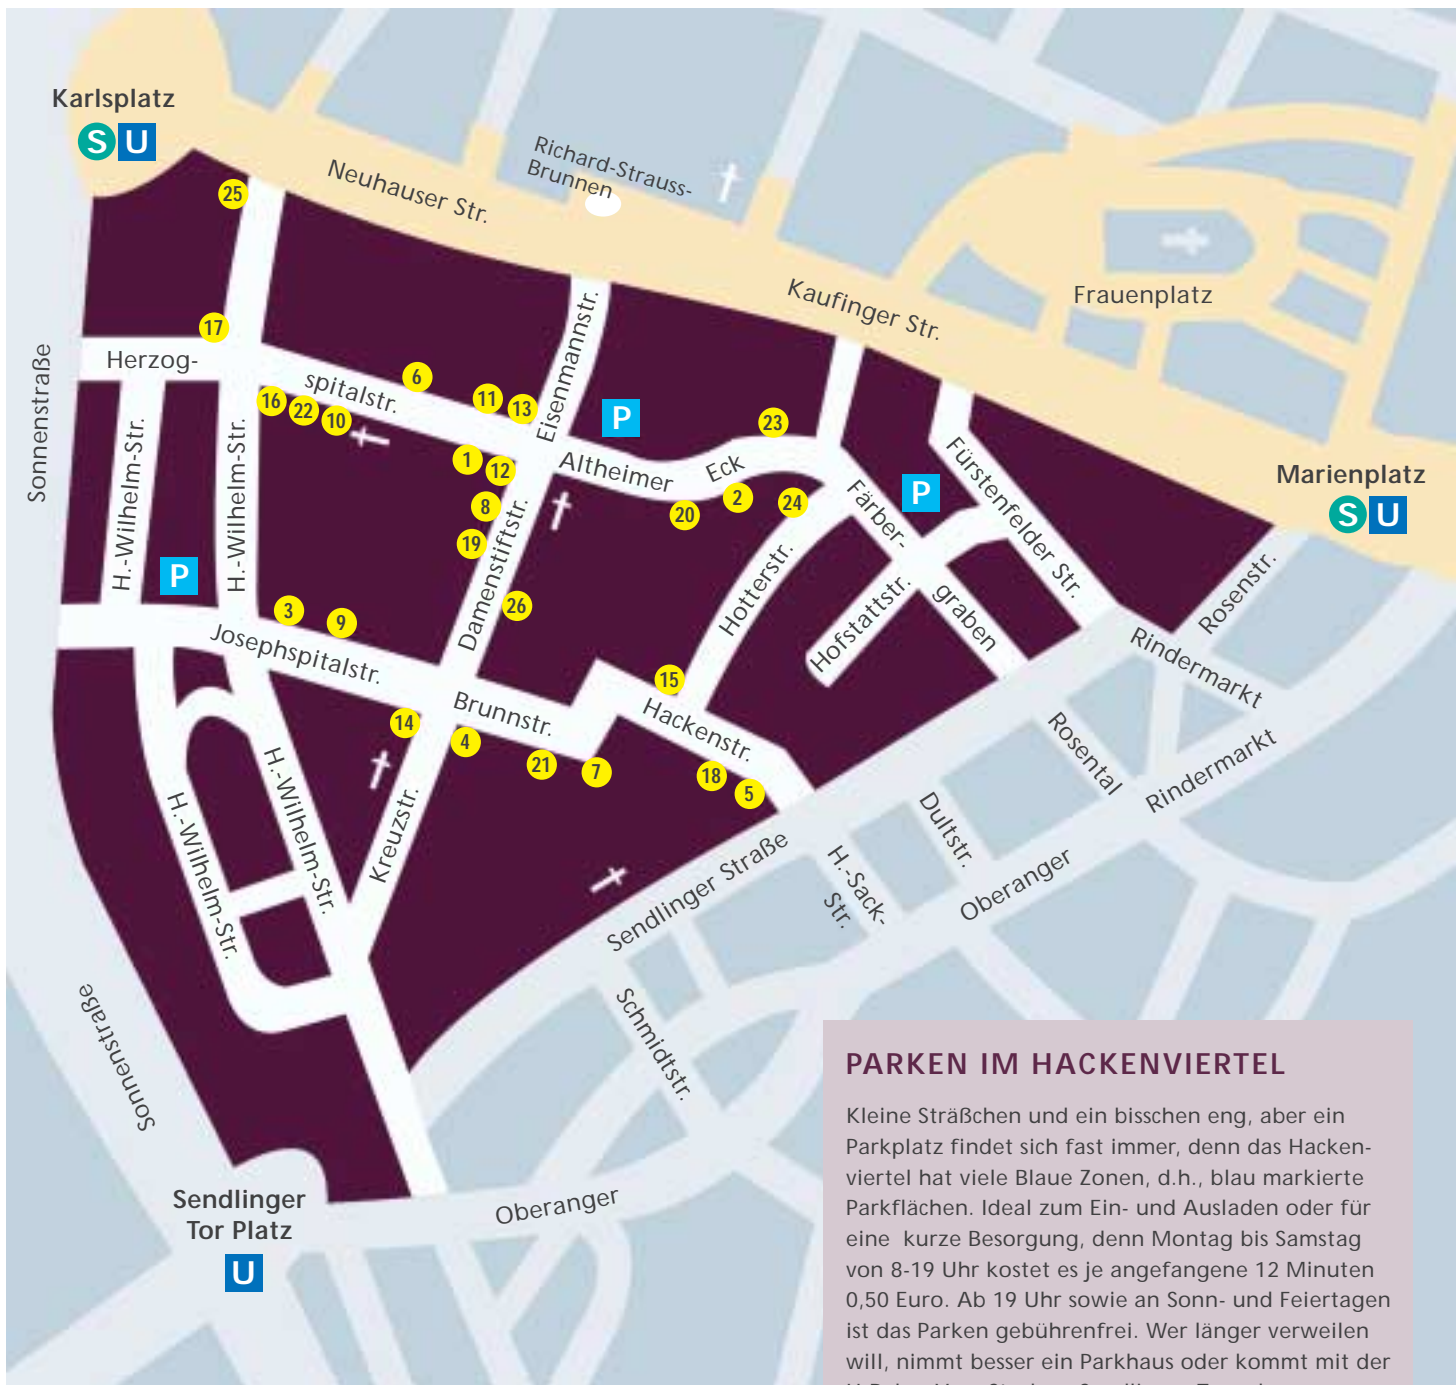 Karlsplatz
S U
25
Neuhauser Str.
Richard-Strauss-
Brunnen
Kaufinger Str.
Frauenplatz
Marienplatz
S U
Sonnenstraße
17
Herzog-
spitalstr.
6
11
13
16
22
10
1
12
8
19
26
Eisenmannstr.
P
Altheimer
Eck
23
20
2
24
Färber-
graben
P
Fürstenfelder Str.
Hofstattstr.
Hotterstr.
H.-Wilhelm-Str.
H.-Wilhelm-Str.
P
Damenstiftstr.
3
9
Josephspitalstr.
14
4
Brunnstr.
21
7
15
Hackenstr.
18
5
Rosenstr.
Rindermarkt
Rindermarkt
Rosental
Dultstr.
H.-Sack-
Str.
Oberanger
Sendlinger Straße
Kreuzstr.
H.-Wilhelm-Str.
H.-Wilhelm-Str.
Sonnenstraße
Schmidtstr.
Sendlinger
Tor Platz
U
Oberanger
PARKEN IM HACKENVIERTEL
Kleine Sträßchen und ein bisschen eng, aber ein
Parkplatz findet sich fast immer, denn das Hacken-
viertel hat viele Blaue Zonen, d.h., blau markierte
Parkflächen. Ideal zum Ein- und Ausladen oder für
eine kurze Besorgung, denn Montag bis Samstag
von 8-19 Uhr kostet es je angefangene 12 Minuten
0,50 Euro. Ab 19 Uhr sowie an Sonn- und Feiertagen
ist das Parken gebührenfrei. Wer länger verweilen
will, nimmt besser ein Parkhaus oder kommt mit der